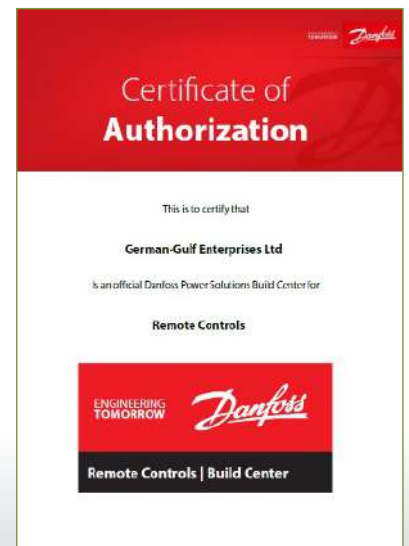 ENGINEERING
TOMORROW
Danfoss
Certificate of
Authorization
This is to certify that
German-Gulf Enterprises Ltd
is an official Danfoss Power Solutions Build Center for
Remote Controls
ENGINEERING
TOMORROW
Danfoss
Remote Controls | Build Center